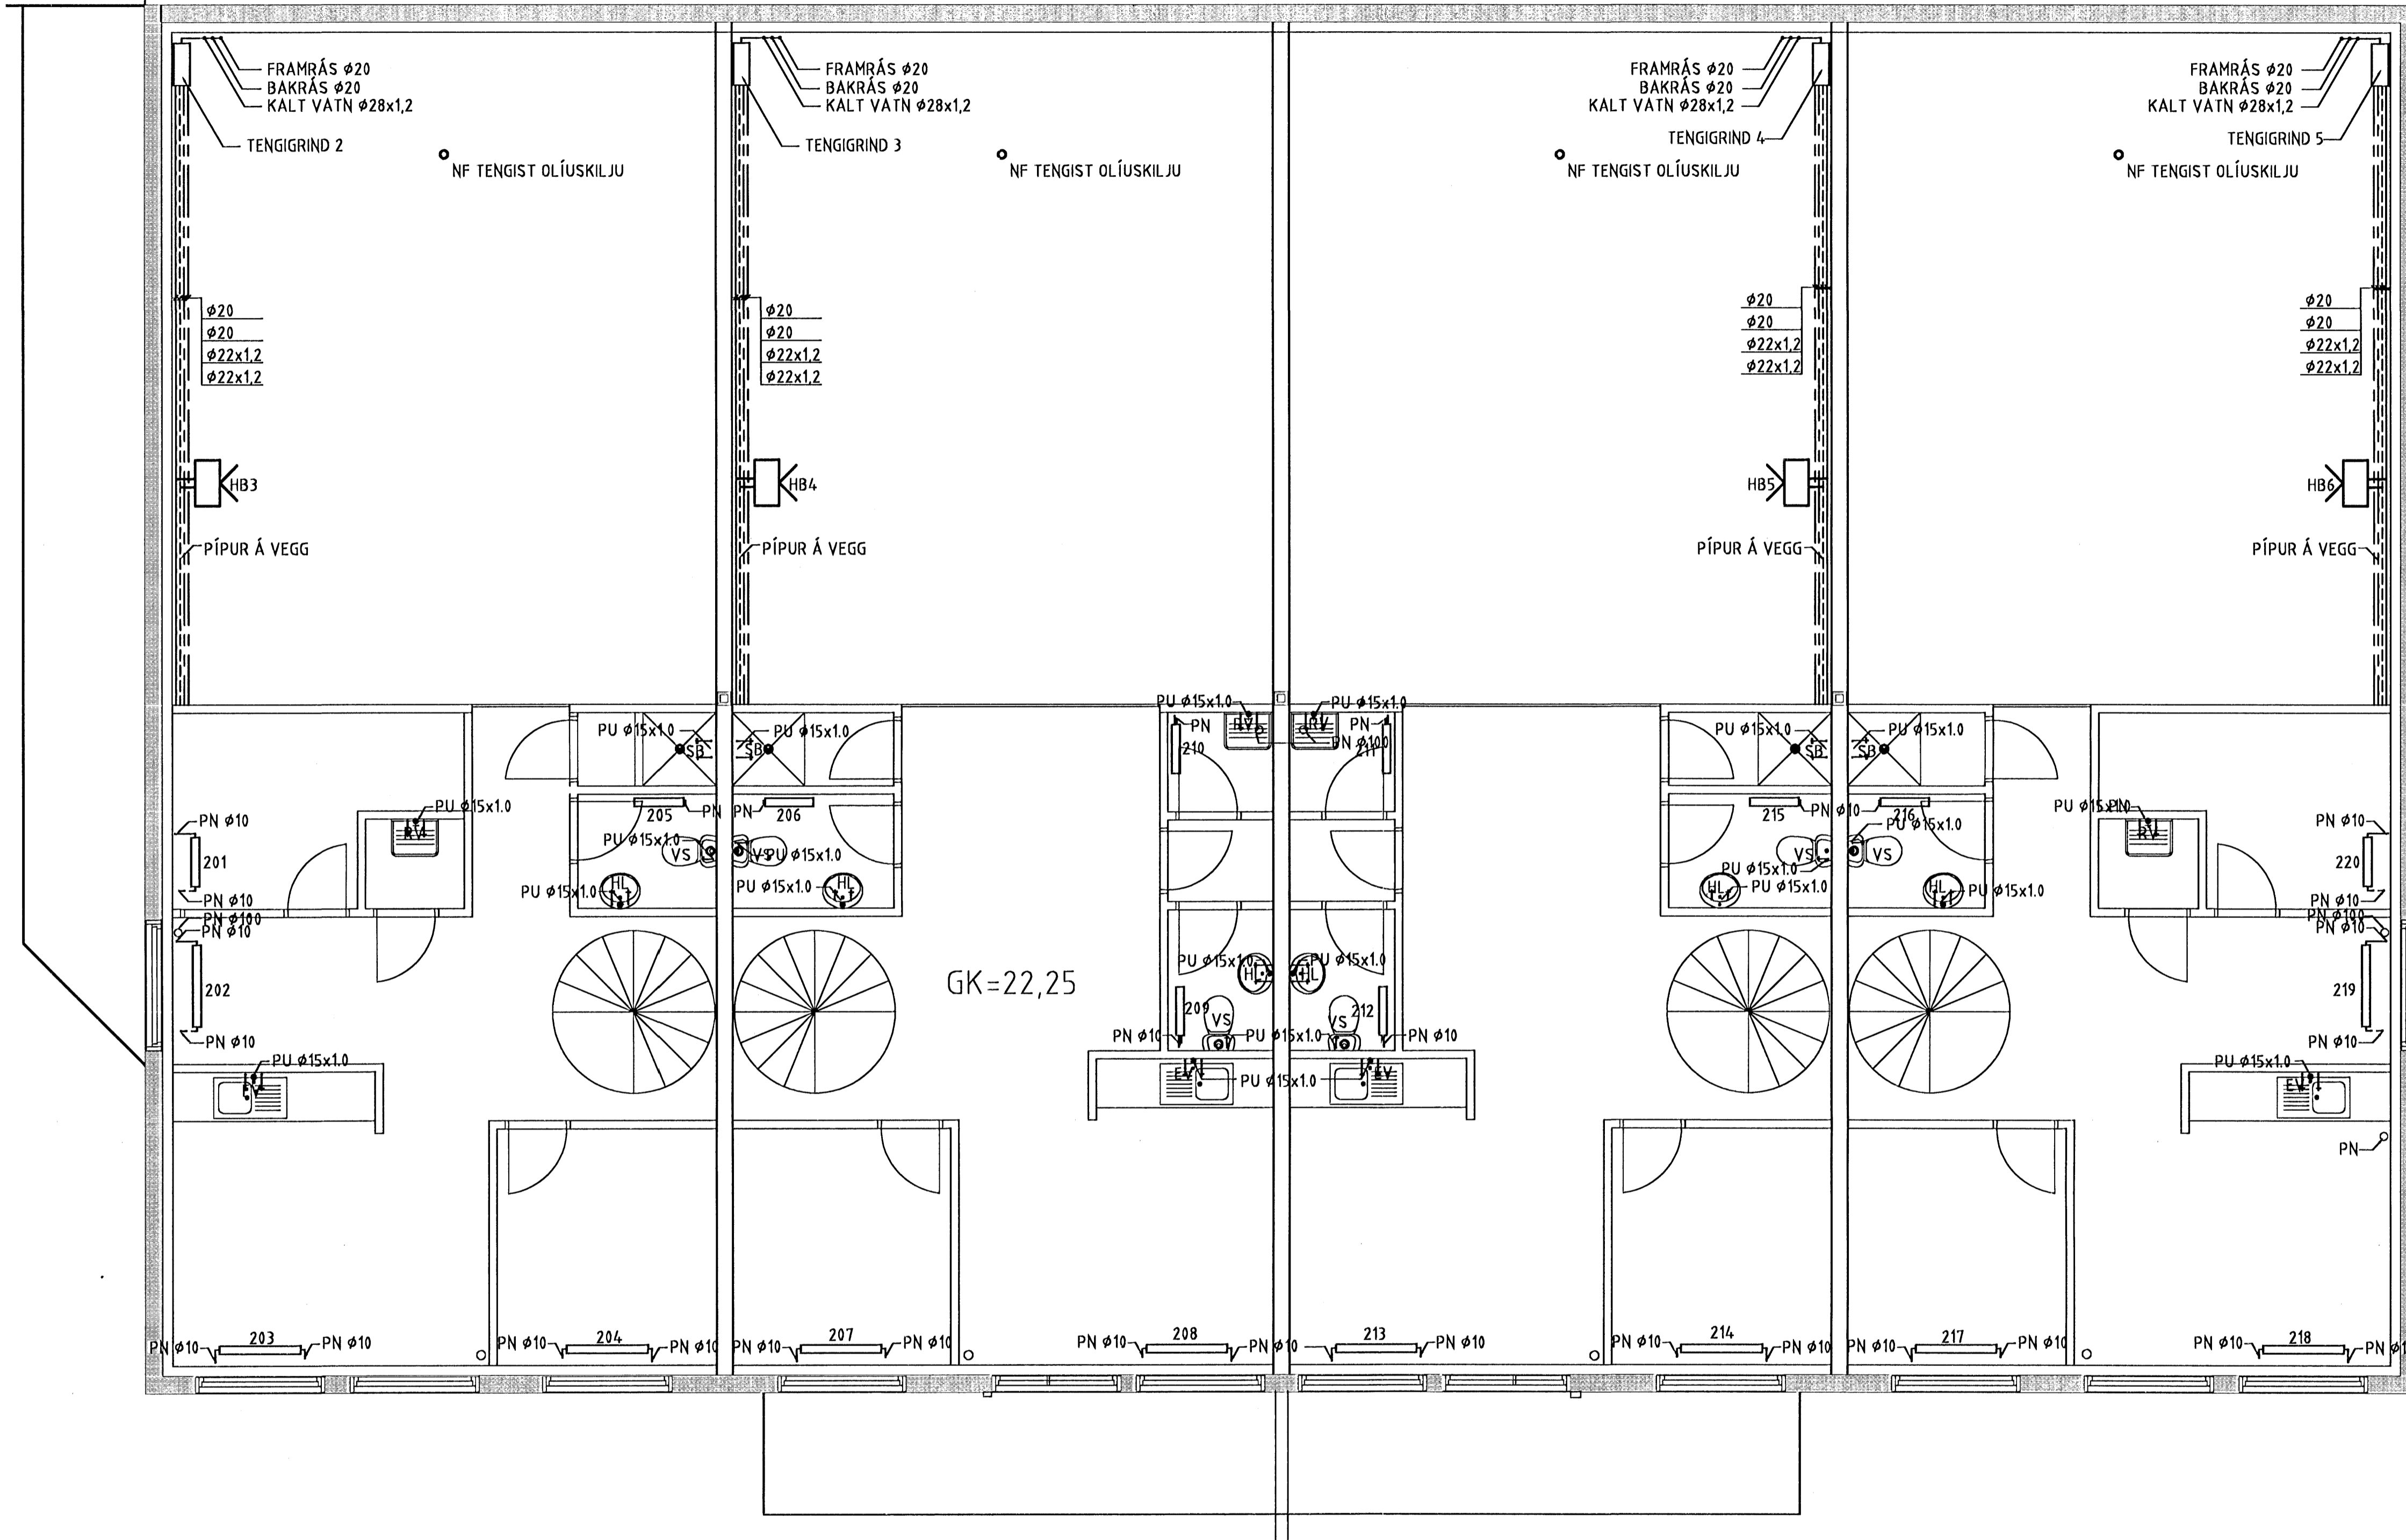 FRAMRÁS ø20
BAKRÁS ø20
KALT VATN ø28x1,2
TENGIGRIND 2
NF TENGIST OLÍUSKILJU
FRAMRÁS ø20
BAKRÁS ø20
KALT VATN ø28x1,2
TENGIGRIND 3
NF TENGIST OLÍUSKILJU
FRAMRÁS ø20
BAKRÁS ø20
KALT VATN ø28x1,2
TENGIGRIND 4
NF TENGIST OLÍUSKILJU
FRAMRÁS ø20
BAKRÁS ø20
KALT VATN ø28x1,2
TENGIGRIND 5
NF TENGIST OLÍUSKILJU
ø20
ø20
ø22x1,2
ø22x1,2
ø20
ø20
ø22x1,2
ø22x1,2
ø20
ø20
ø22x1,2
ø22x1,2
ø20
ø20
ø22x1,2
ø22x1,2
HB3
HB4
HB5
HB6
PÍPUR Á VEGG
PÍPUR Á VEGG
PÍPUR Á VEGG
PÍPUR Á VEGG
PU ø15x1.0
PU ø15x1.0
PU ø15x1.0
SB
SB
PU ø15x1.0
PN
210
RV
RV
PN
211
PU ø15x1.0
SB
SB
PU ø15x1.0
PU ø15x1.0
PN ø10
201
PN ø10
PN ø100
PN ø10
202
PN ø10
PU ø15x1.0
205
PN
PN
206
PU ø15x1.0
VS
VS
PU ø15x1.0
PU ø15x1.0
HL
PU ø15x1.0
HL
215
PN ø10
216
PU ø15x1.0
VS
VS
PU ø15x1.0
HL
PU ø15x1.0
HL
PU ø15x1.0
RV
PN ø10
220
PN ø10
PN ø100
PN ø10
219
PN ø10
PU ø15x1.0
GK=22,25
PU ø15x1.0
HL
HL
PU ø15x1.0
209
VS
VS
212
PN ø10
PU ø15x1.0
PN ø10
EV
PU ø15x1.0
EV
EV
PN
PN ø10
203
PN ø10
PN ø10
204
PN ø10
PN ø10
207
PN ø10
PN ø10
208
PN ø10
213
PN ø10
PN ø10
214
PN ø10
PN ø10
217
PN ø10
PN ø10
218